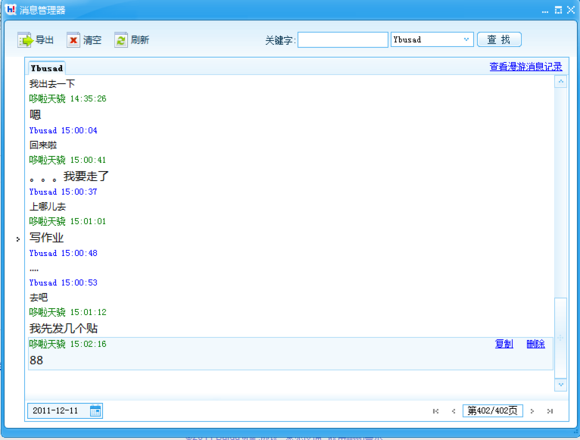 消息管理器
导出 清空 刷新 关键字: Ybusad 查 找
Ybusad 查看漫游消息记录
我出去一下
哆啦天骏 14:35:26
嗯
Ybusad 15:00:04
回来啦
哆啦天骏 15:00:41
。。。我要走了
Ybusad 15:00:37
上哪儿去
哆啦天骏 15:01:01
写作业
Ybusad 15:00:48
....
Ybusad 15:00:53
去吧
哆啦天骏 15:01:12
我先发几个贴
哆啦天骏 15:02:16 复制 删除
88
2011-12-11 第402/402页